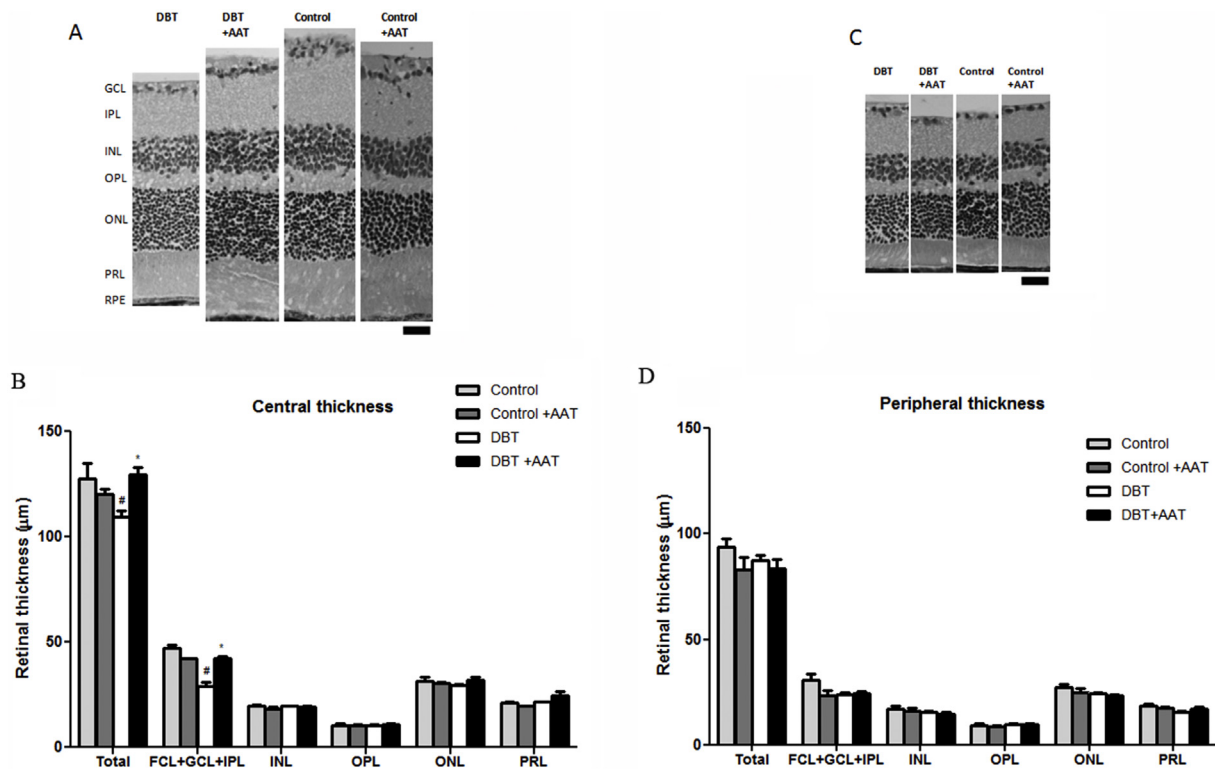 A
DBT
DBT
+AAT
Control
Control
+AAT
GCL
IPL
INL
OPL
ONL
PRL
RPE
C
DBT
DBT
+AAT
Control
Control
+AAT
B
Central thickness
Control
Control +AAT
DBT
DBT +AAT
Retinal thickness (μm)
150
100
50
0
#
*
#
*
Total
FCL+GCL+IPL
INL
OPL
ONL
PRL
D
Peripheral thickness
Control
Control +AAT
DBT
DBT+AAT
Retinal thickness (μm)
150
100
50
0
Total
FCL+GCL+IPL
INL
OPL
ONL
PRL